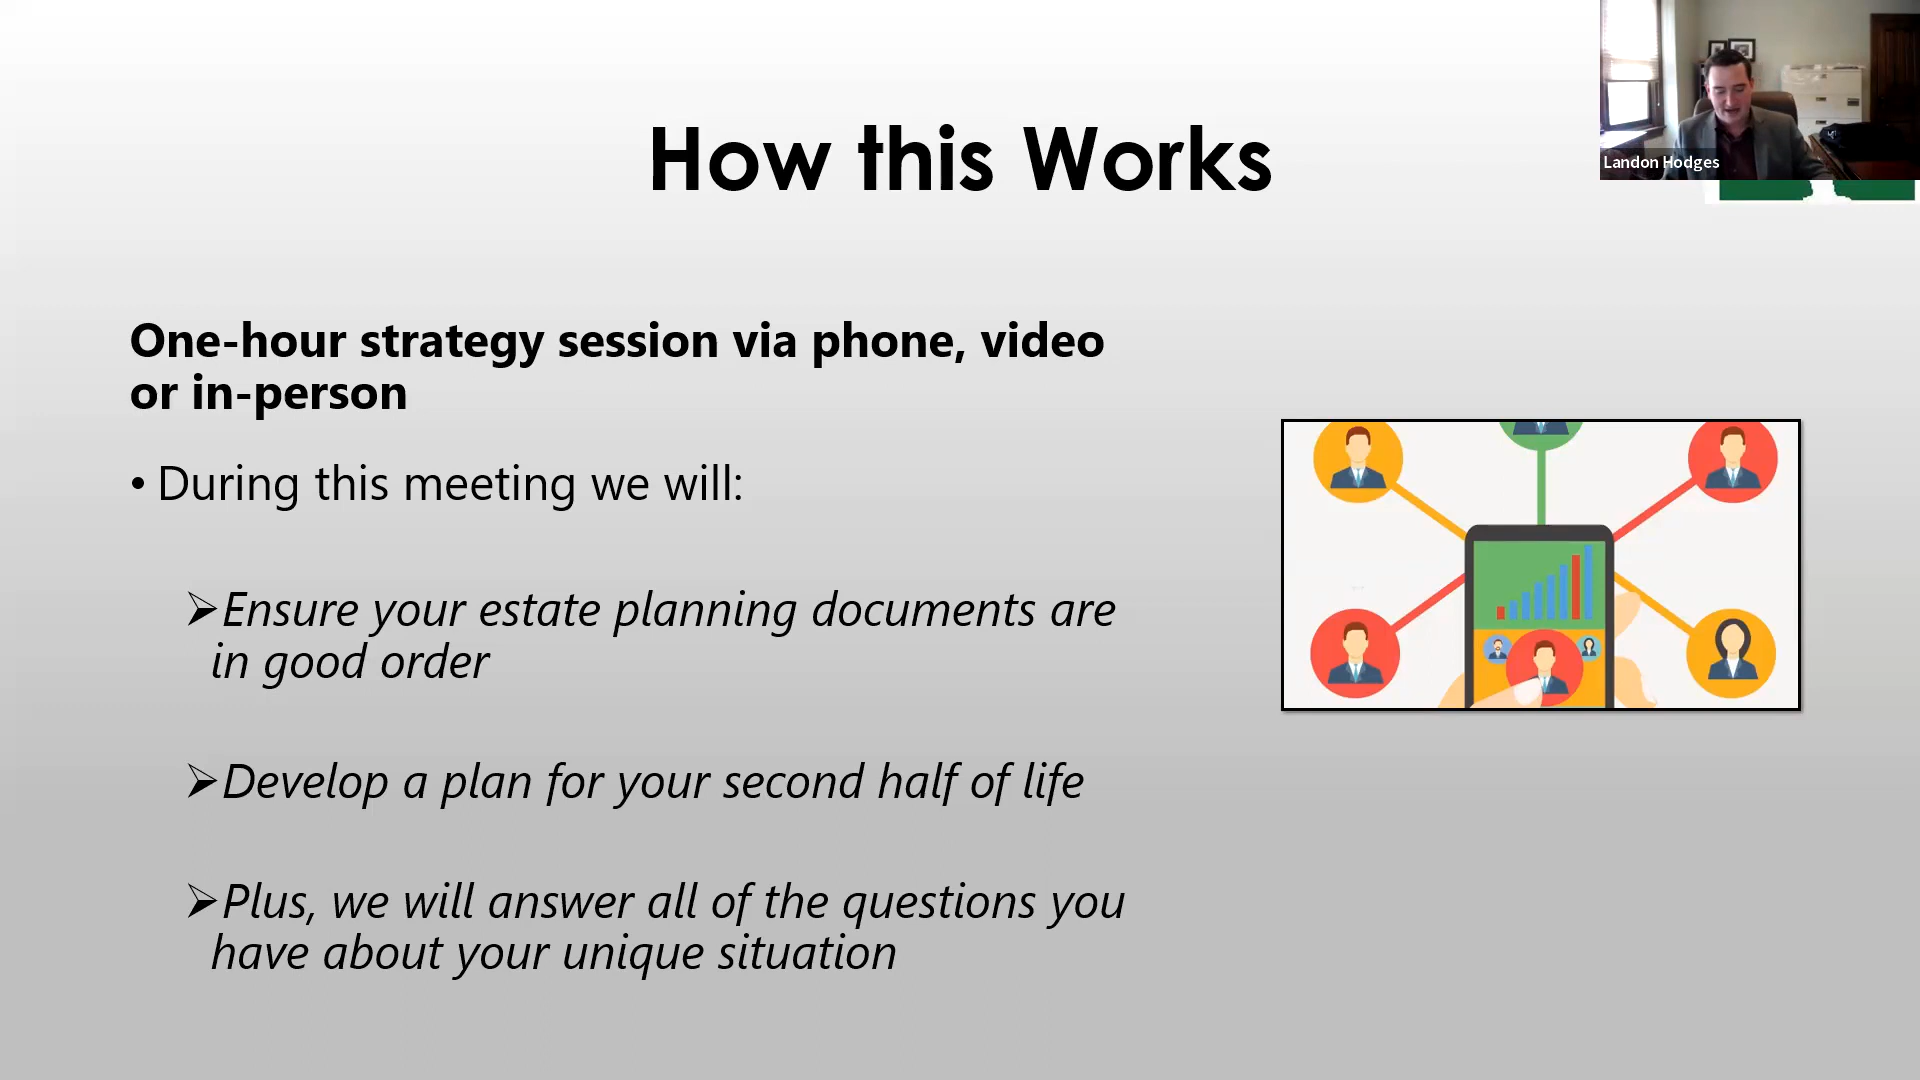 How this Works
Landon Hodges
One-hour strategy session via phone, video
or in-person
• During this meeting we will:
➢Ensure your estate planning documents are
in good order
➢Develop a plan for your second half of life
➢Plus, we will answer all of the questions you
have about your unique situation